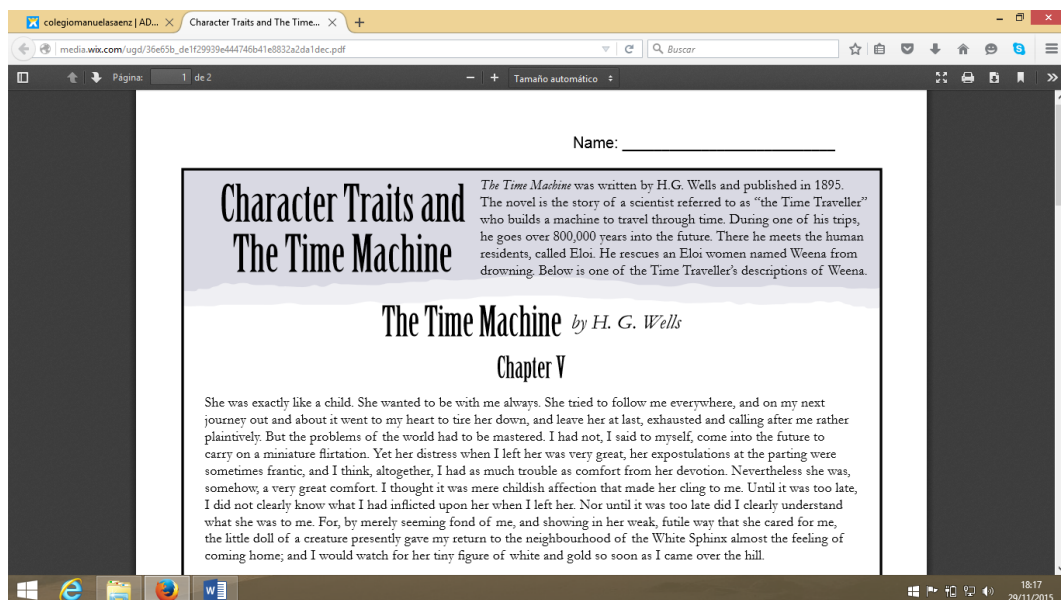 colegiomanuelasaenz | AD...
Character Traits and The Time...
media.wix.com/ugd/36e65b_de1f29939e444746b41e8832a2da1dec.pdf
Buscar
Página: 1 de 2
Tamaño automático
Name:
Character Traits and
The Time Machine
The Time Machine was written by H.G. Wells and published in 1895.
The novel is the story of a scientist referred to as “the Time Traveller”
who builds a machine to travel through time. During one of his trips,
he goes over 800,000 years into the future. There he meets the human
residents, called Eloi. He rescues an Eloi women named Weena from
drowning. Below is one of the Time Traveller’s descriptions of Weena.
The Time Machine by H. G. Wells
Chapter V
She was exactly like a child. She wanted to be with me always. She tried to follow me everywhere, and on my next
journey out and about it went to my heart to tire her down, and leave her at last, exhausted and calling after me rather
plaintively. But the problems of the world had to be mastered. I had not, I said to myself, come into the future to
carry on a miniature flirtation. Yet her distress when I left her was very great, her expostulations at the parting were
sometimes frantic, and I think, altogether, I had as much trouble as comfort from her devotion. Nevertheless she was,
somehow, a very great comfort. I thought it was mere childish affection that made her cling to me. Until it was too late,
I did not clearly know what I had inflicted upon her when I left her. Nor until it was too late did I clearly understand
what she was to me. For, by merely seeming fond of me, and showing in her weak, futile way that she cared for me,
the little doll of a creature presently gave my return to the neighbourhood of the White Sphinx almost the feeling of
coming home; and I would watch for her tiny figure of white and gold so soon as I came over the hill.
18:17
29/11/2015